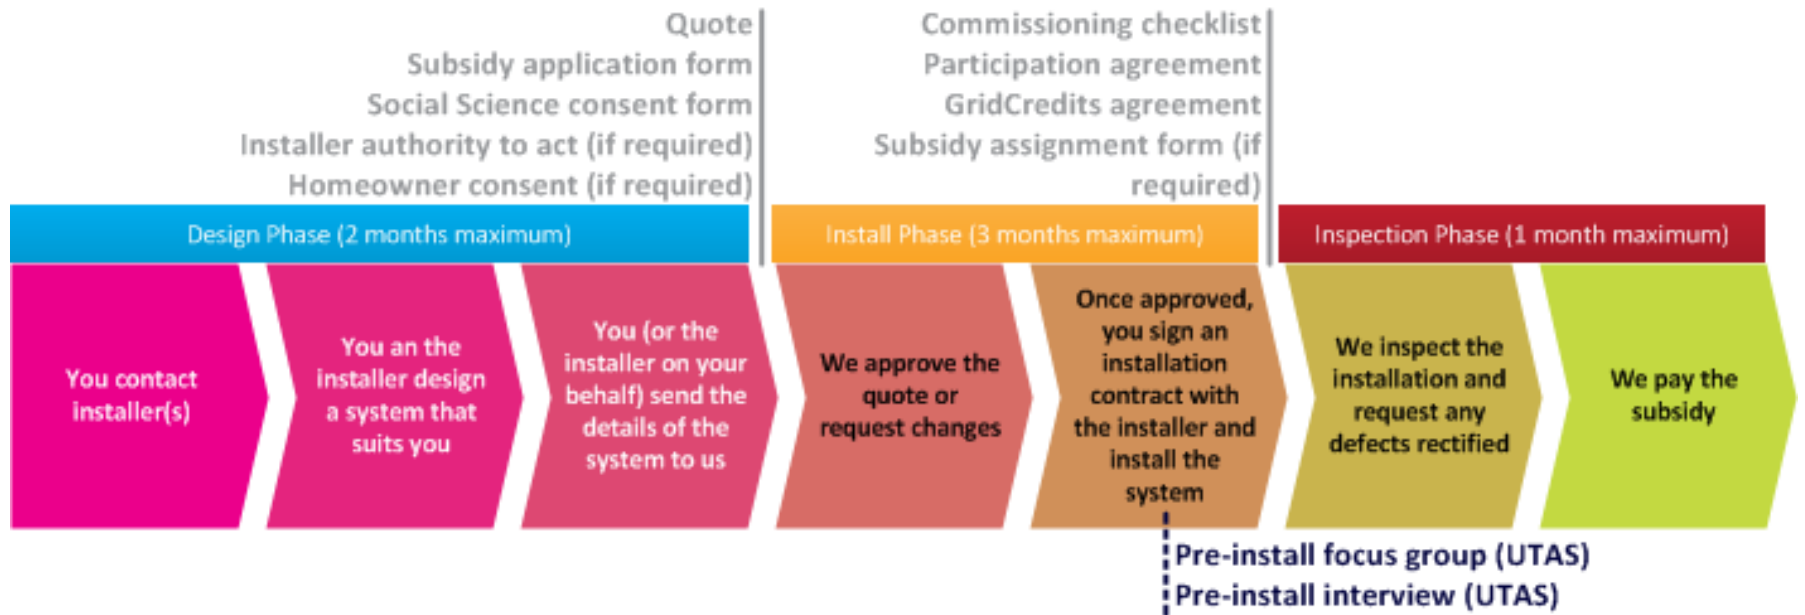 Quote
Subsidy application form
Social Science consent form
Installer authority to act (if required)
Homeowner consent (if required)
Commissioning checklist
Participation agreement
GridCredits agreement
Subsidy assignment form (if
required)
Design Phase (2 months maximum)
Install Phase (3 months maximum)
Inspection Phase (1 month maximum)
You contact
installer(s)
You an the
installer design
a system that
suits you
You (or the
installer on your
behalf) send the
details of the
system to us
We approve the
quote or
request changes
Once approved,
you sign an
installation
contract with
the installer and
install the
system
We inspect the
installation and
request any
defects rectified
We pay the
subsidy
Pre-install focus group (UTAS)
Pre-install interview (UTAS)